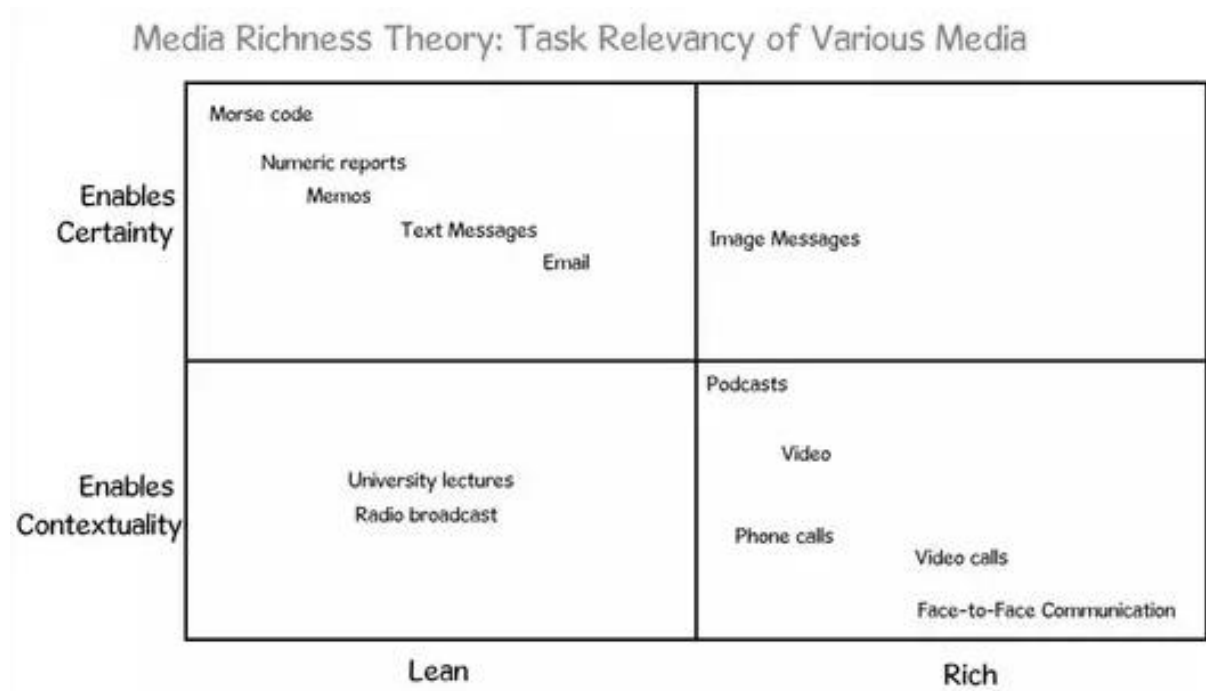 Media Richness Theory: Task Relevancy of Various Media
Morse code
Numeric reports
Memos
Text Messages
Email
Enables
Certainty
Image Messages
Podcasts
Video
University lectures
Radio broadcast
Enables
Contextuality
Phone calls
Video calls
Face-to-Face Communication
Lean
Rich